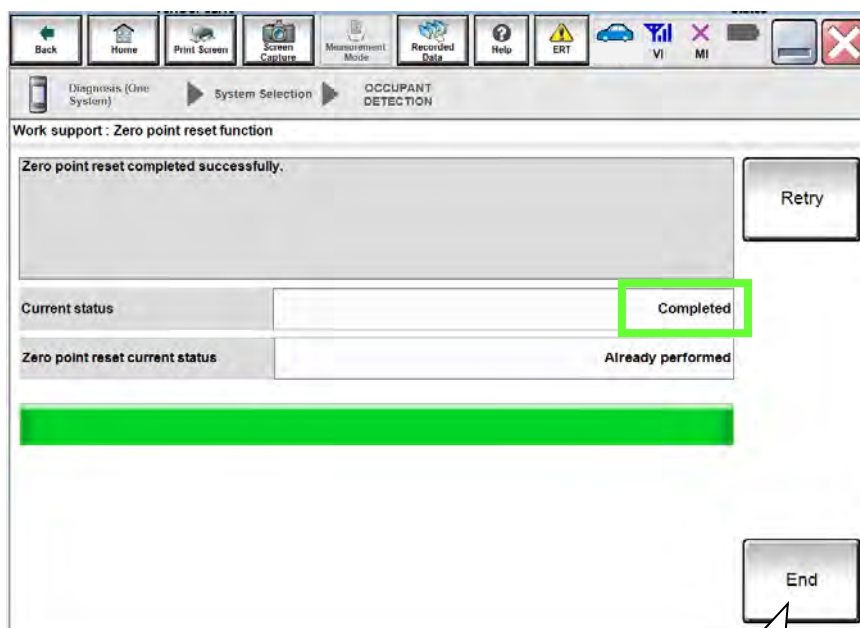 Back
Home
Print Screen
Screen Capture
Measurement Mode
Recorded Data
Help
ERT
VI
MI
Diagnosis (One System)
System Selection
OCCUPANT DETECTION
Work support : Zero point reset function
Zero point reset completed successfully.
Retry
Current status
Completed
Zero point reset current status
Already performed
End